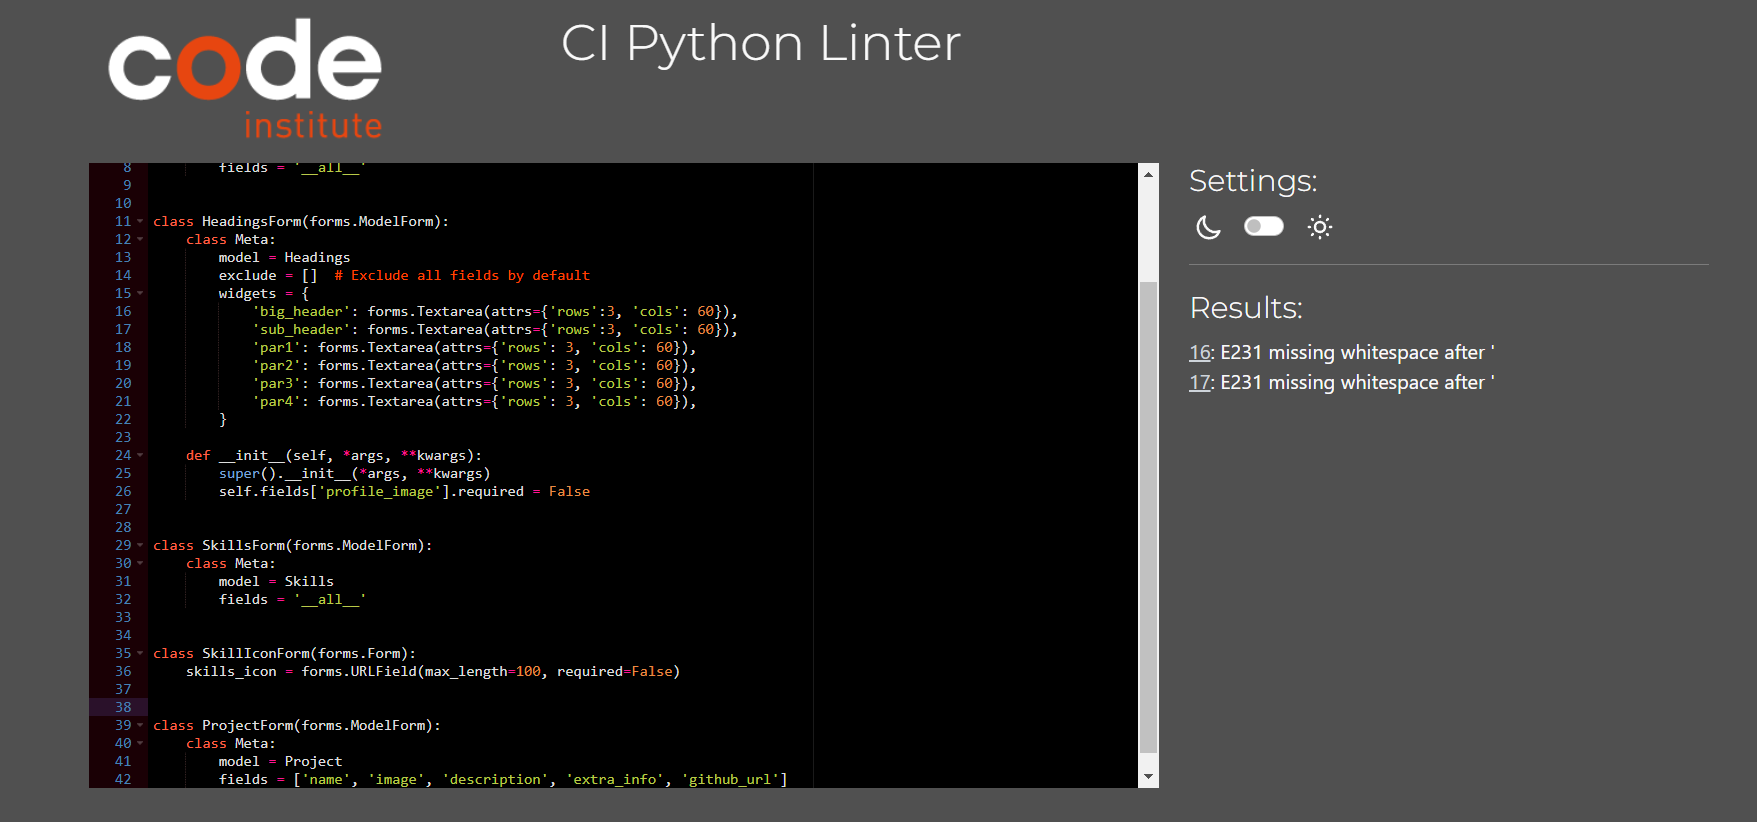 code
institute
CI Python Linter
8 fields = '__all__'
9
10
11 class HeadingsForm(forms.ModelForm):
12 class Meta:
13 model = Headings
14 exclude = []  # Exclude all fields by default
15 widgets = {
16 'big_header': forms.Textarea(attrs={'rows':3, 'cols': 60}),
17 'sub_header': forms.Textarea(attrs={'rows':3, 'cols': 60}),
18 'par1': forms.Textarea(attrs={'rows': 3, 'cols': 60}),
19 'par2': forms.Textarea(attrs={'rows': 3, 'cols': 60}),
20 'par3': forms.Textarea(attrs={'rows': 3, 'cols': 60}),
21 'par4': forms.Textarea(attrs={'rows': 3, 'cols': 60}),
22 }
23
24 def __init__(self, *args, **kwargs):
25 super().__init__(*args, **kwargs)
26 self.fields['profile_image'].required = False
27
28
29 class SkillsForm(forms.ModelForm):
30 class Meta:
31 model = Skills
32 fields = '__all__'
33
34
35 class SkillIconForm(forms.Form):
36 skills_icon = forms.URLField(max_length=100, required=False)
37
38
39 class ProjectForm(forms.ModelForm):
40 class Meta:
41 model = Project
42 fields = ['name', 'image', 'description', 'extra_info', 'github_url']
Settings:
Results:
16: E231 missing whitespace after '
17: E231 missing whitespace after '